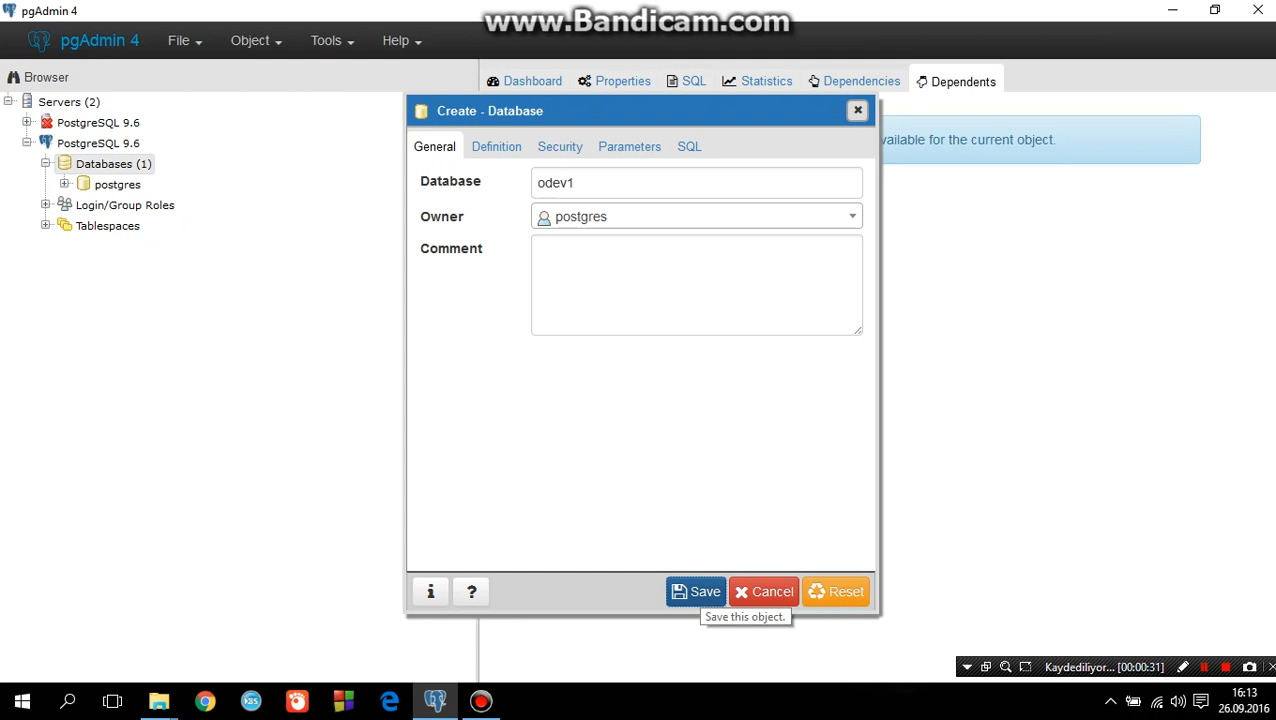 pgAdmin 4
www.Bandicam.com
pgAdmin 4 File Object Tools Help
Browser
Dashboard Properties SQL Statistics Dependencies Dependents
Servers (2)
PostgreSQL 9.6
PostgreSQL 9.6
Databases (1)
postgres
Login/Group Roles
Tablespaces
vailable for the current object.
Create - Database
General Definition Security Parameters SQL
Database odev1
Owner postgres
Comment
i ? Save Cancel Reset
Save this object.
Kaydediliyor... [00:00:31]
KBS
16:13
26.09.2016